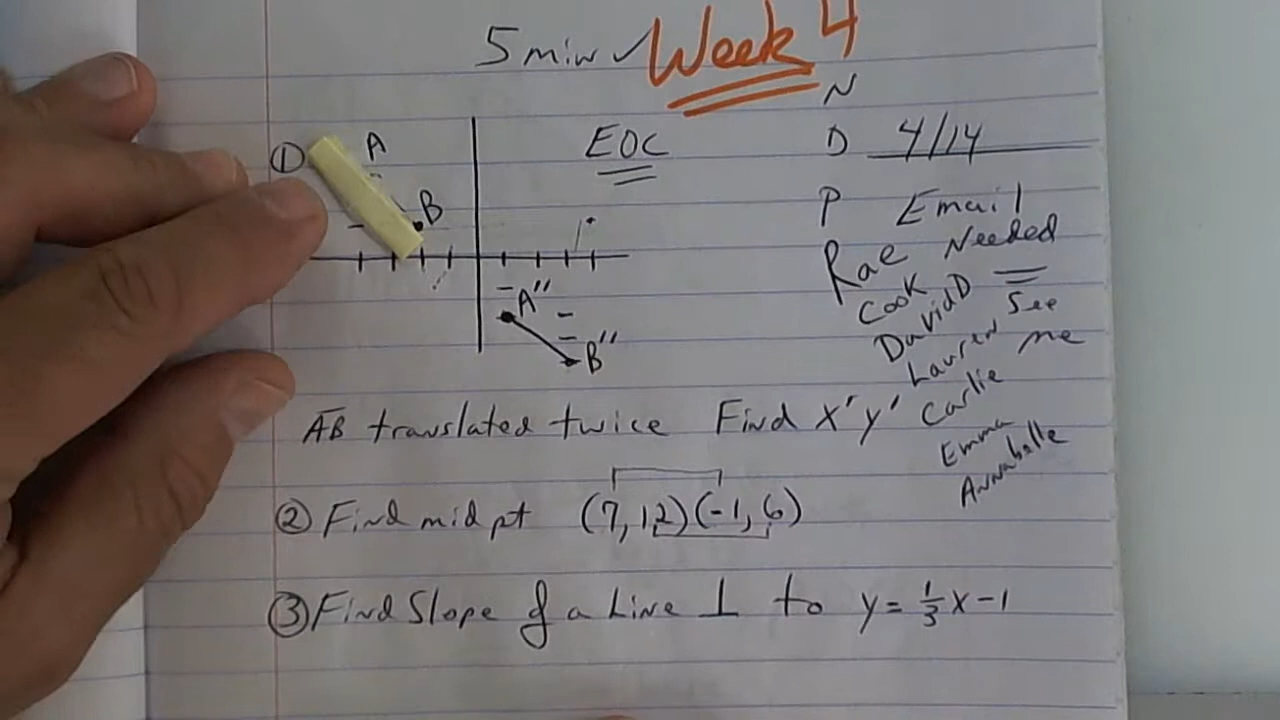 5 min Week 4
N
① A EOC D 4/14
B P Email
Rae Needed
Cook
DavidD See
A" Lauren me
B" Carlie
Emma
Annabelle
AB translated twice Find x' y'
② Find mid pt (7, 12) (-1, 6)
③ Find Slope of a Line ⊥ to y = 1/3 x - 1